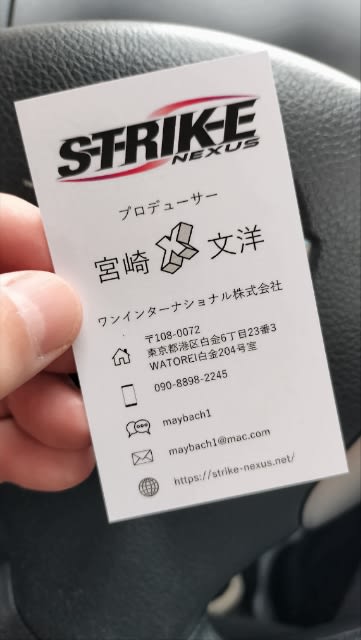 STRIKE
NEXUS
プロデューサー
宮崎 X 文洋
ワンインターナショナル株式会社
〒108-0072
東京都港区白金6丁目23番3
WATOREI白金204号室
090-8898-2245
maybach1
maybach1@mac.com
https://strike-nexus.net/